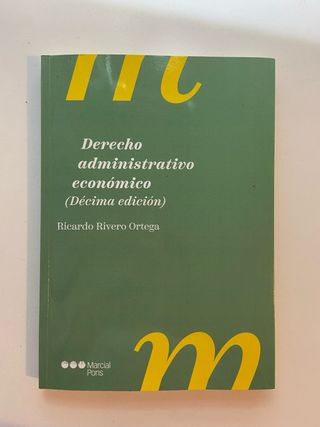 m
Derecho
administrativo
económico
(Décima edición)
Ricardo Rivero Ortega
Marcial
Pons
m